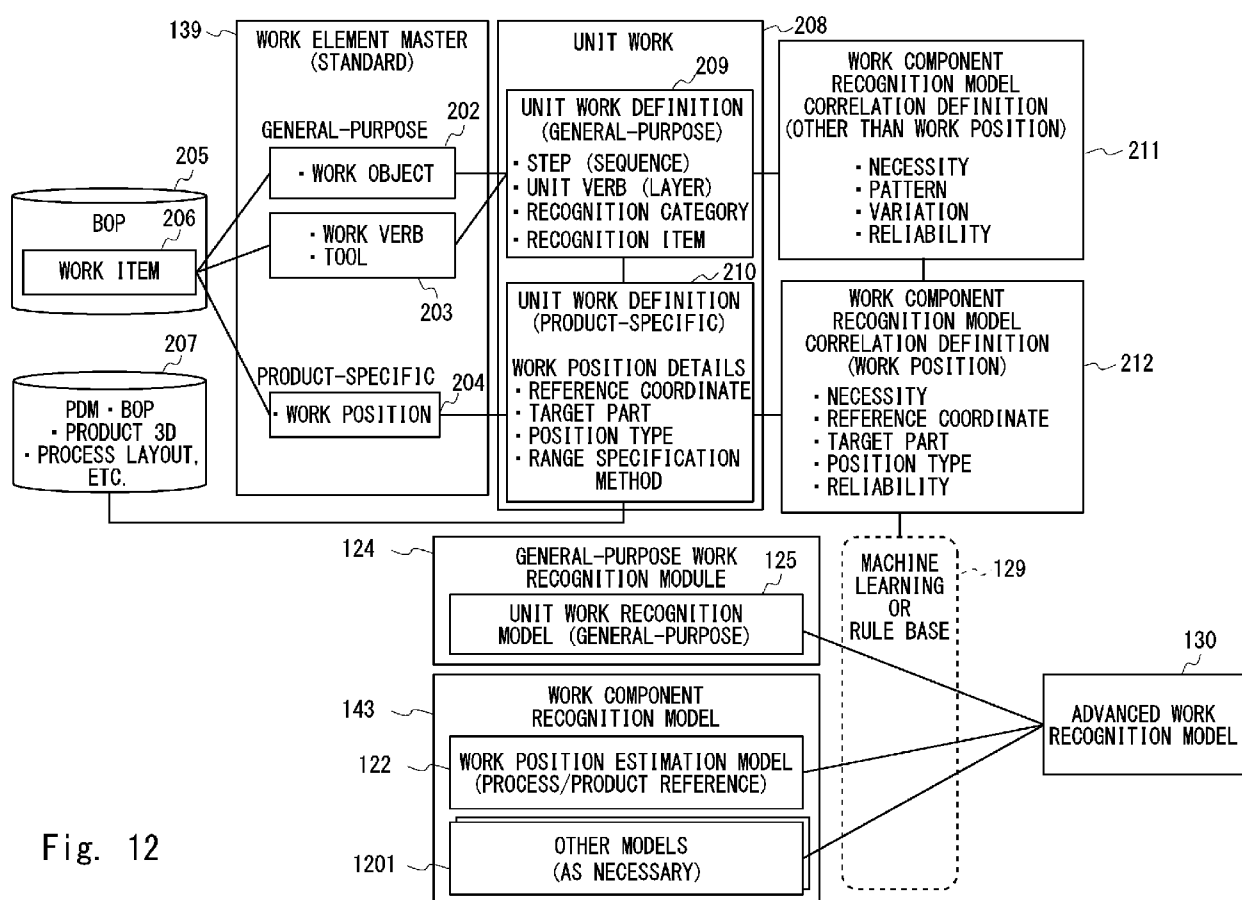 139
WORK ELEMENT MASTER
(STANDARD)
GENERAL-PURPOSE
202
・WORK OBJECT
・WORK VERB
・TOOL
203
PRODUCT-SPECIFIC
204
・WORK POSITION
205
BOP
206
WORK ITEM
207
PDM・BOP
・PRODUCT 3D
・PROCESS LAYOUT,
ETC.
208
UNIT WORK
209
UNIT WORK DEFINITION
(GENERAL-PURPOSE)
・STEP (SEQUENCE)
・UNIT VERB (LAYER)
・RECOGNITION CATEGORY
・RECOGNITION ITEM
210
UNIT WORK DEFINITION
(PRODUCT-SPECIFIC)
WORK POSITION DETAILS
・REFERENCE COORDINATE
・TARGET PART
・POSITION TYPE
・RANGE SPECIFICATION
METHOD
WORK COMPONENT
RECOGNITION MODEL
CORRELATION DEFINITION
(OTHER THAN WORK POSITION)
・NECESSITY
・PATTERN
・VARIATION
・RELIABILITY
211
WORK COMPONENT
RECOGNITION MODEL
CORRELATION DEFINITION
(WORK POSITION)
・NECESSITY
・REFERENCE COORDINATE
・TARGET PART
・POSITION TYPE
・RELIABILITY
212
124
GENERAL-PURPOSE WORK
RECOGNITION MODULE
125
UNIT WORK RECOGNITION
MODEL (GENERAL-PURPOSE)
MACHINE
LEARNING
OR
RULE BASE
129
143
WORK COMPONENT
RECOGNITION MODEL
122
WORK POSITION ESTIMATION MODEL
(PROCESS/PRODUCT REFERENCE)
1201
OTHER MODELS
(AS NECESSARY)
130
ADVANCED WORK
RECOGNITION MODEL
Fig. 12